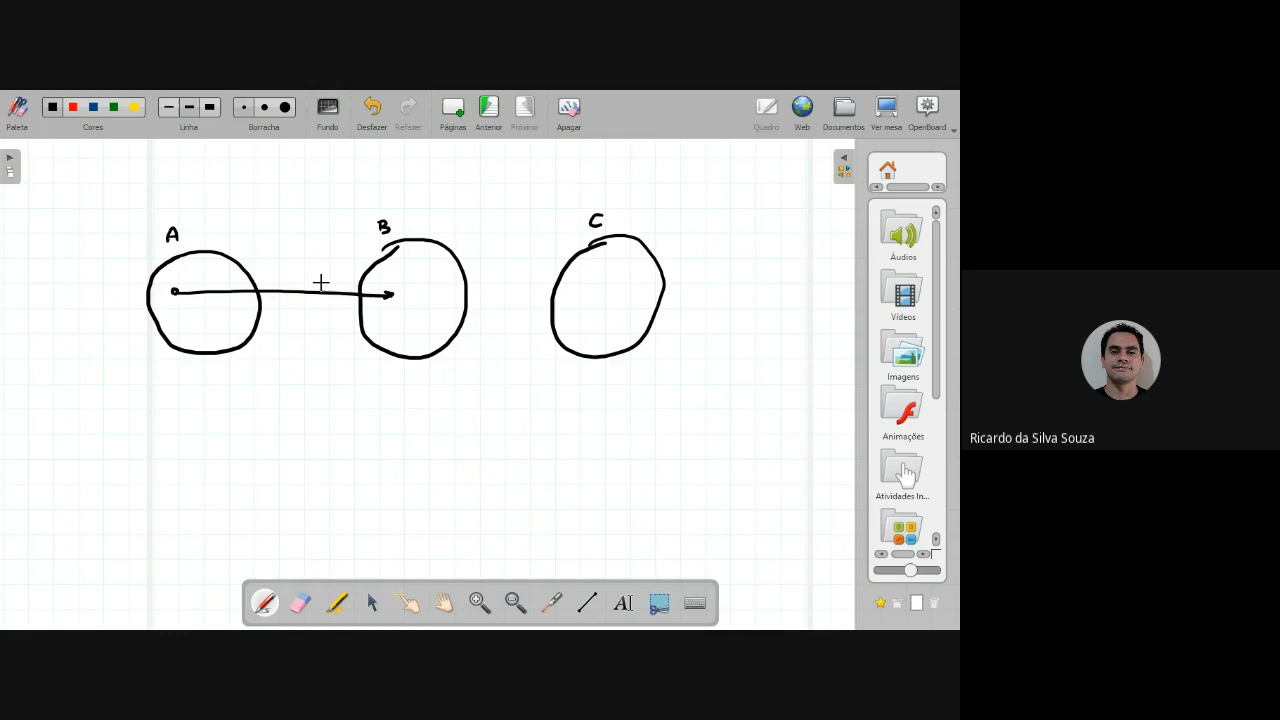 Paleta Cores Linha Borracha Fundo Desfazer Refazer Páginas Anterior Próximo Apagar Quadro Web Documentos Ver mesa OpenBoard
A B C
Áudios
Vídeos
Imagens
Animações
Atividades In...
Ricardo da Silva Souza
AI